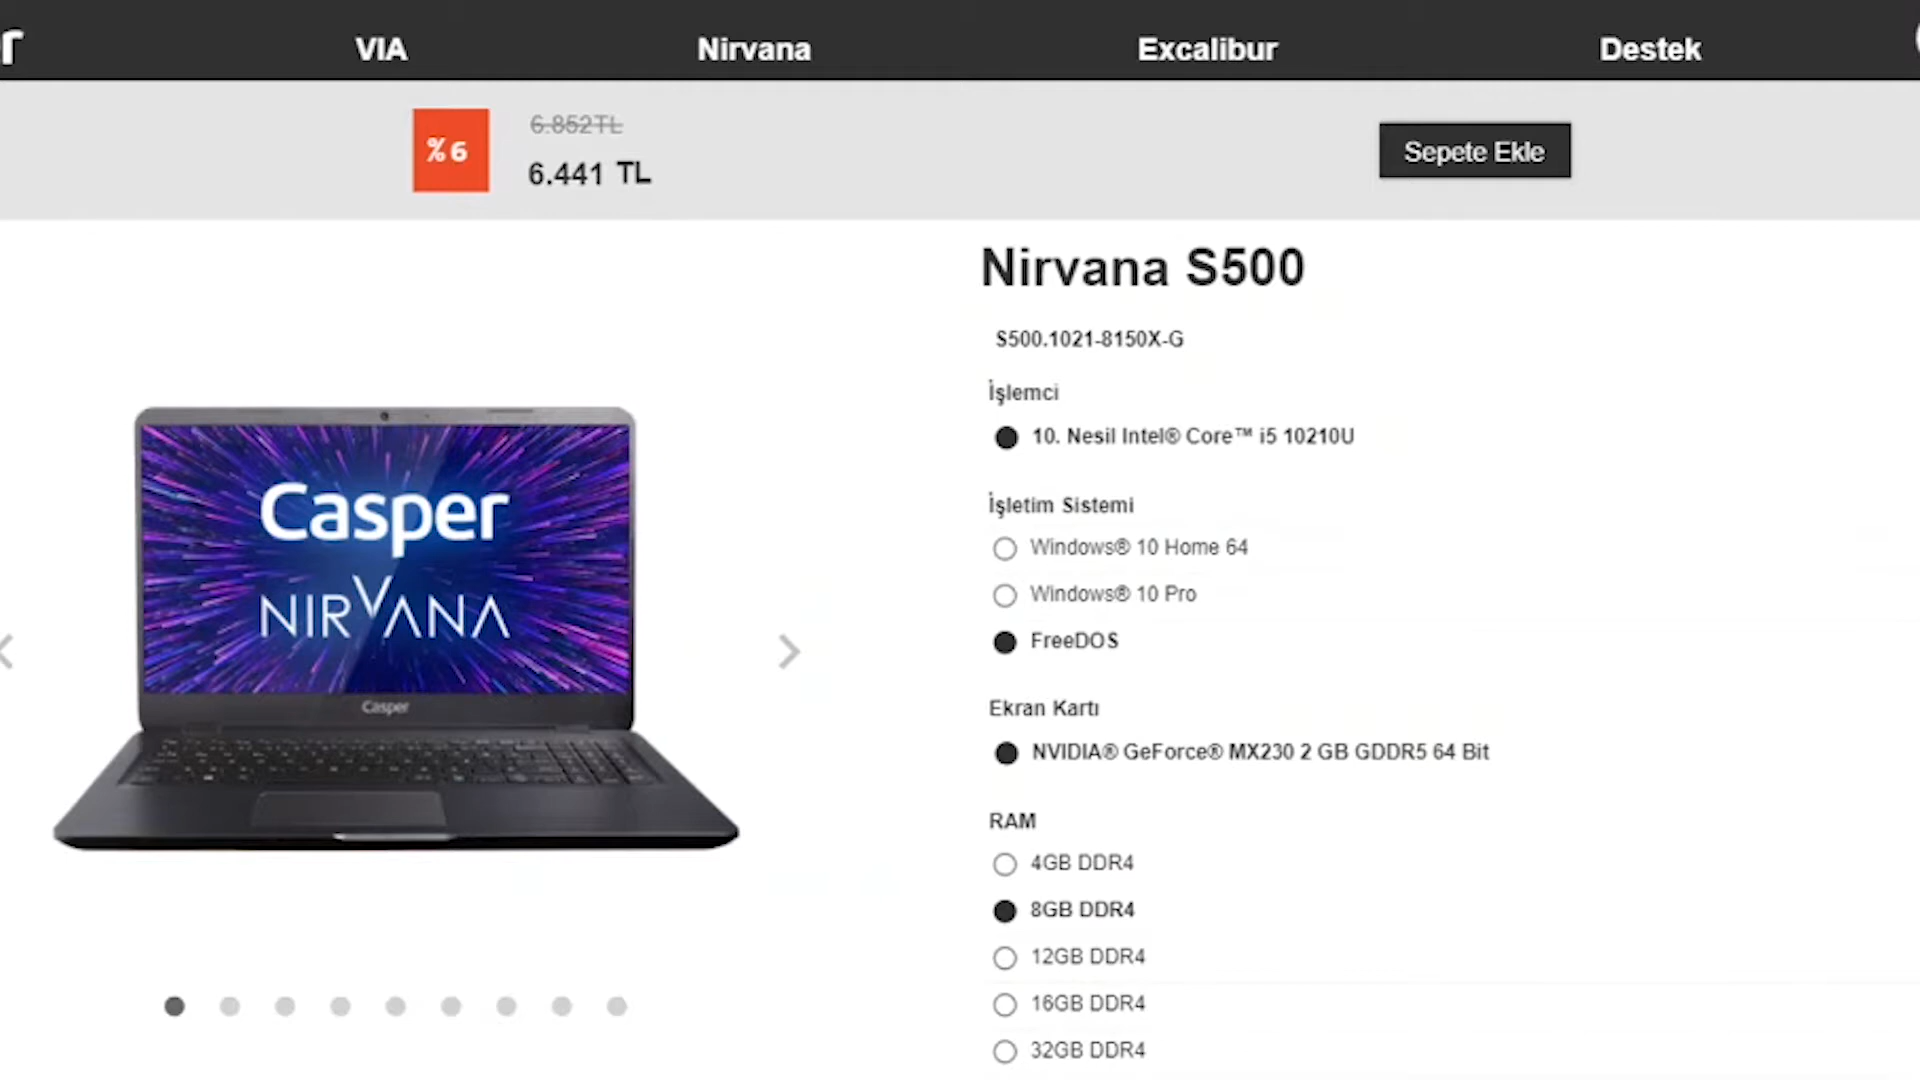 r
VIA
Nirvana
Excalibur
Destek
%6
6.852TL
6.441 TL
Sepete Ekle
Casper
NIRVANA
Casper
Nirvana S500
S500.1021-8150X-G
İşlemci
10. Nesil Intel® Core™ i5 10210U
İşletim Sistemi
Windows® 10 Home 64
Windows® 10 Pro
FreeDOS
Ekran Kartı
NVIDIA® GeForce® MX230 2 GB GDDR5 64 Bit
RAM
4GB DDR4
8GB DDR4
12GB DDR4
16GB DDR4
32GB DDR4